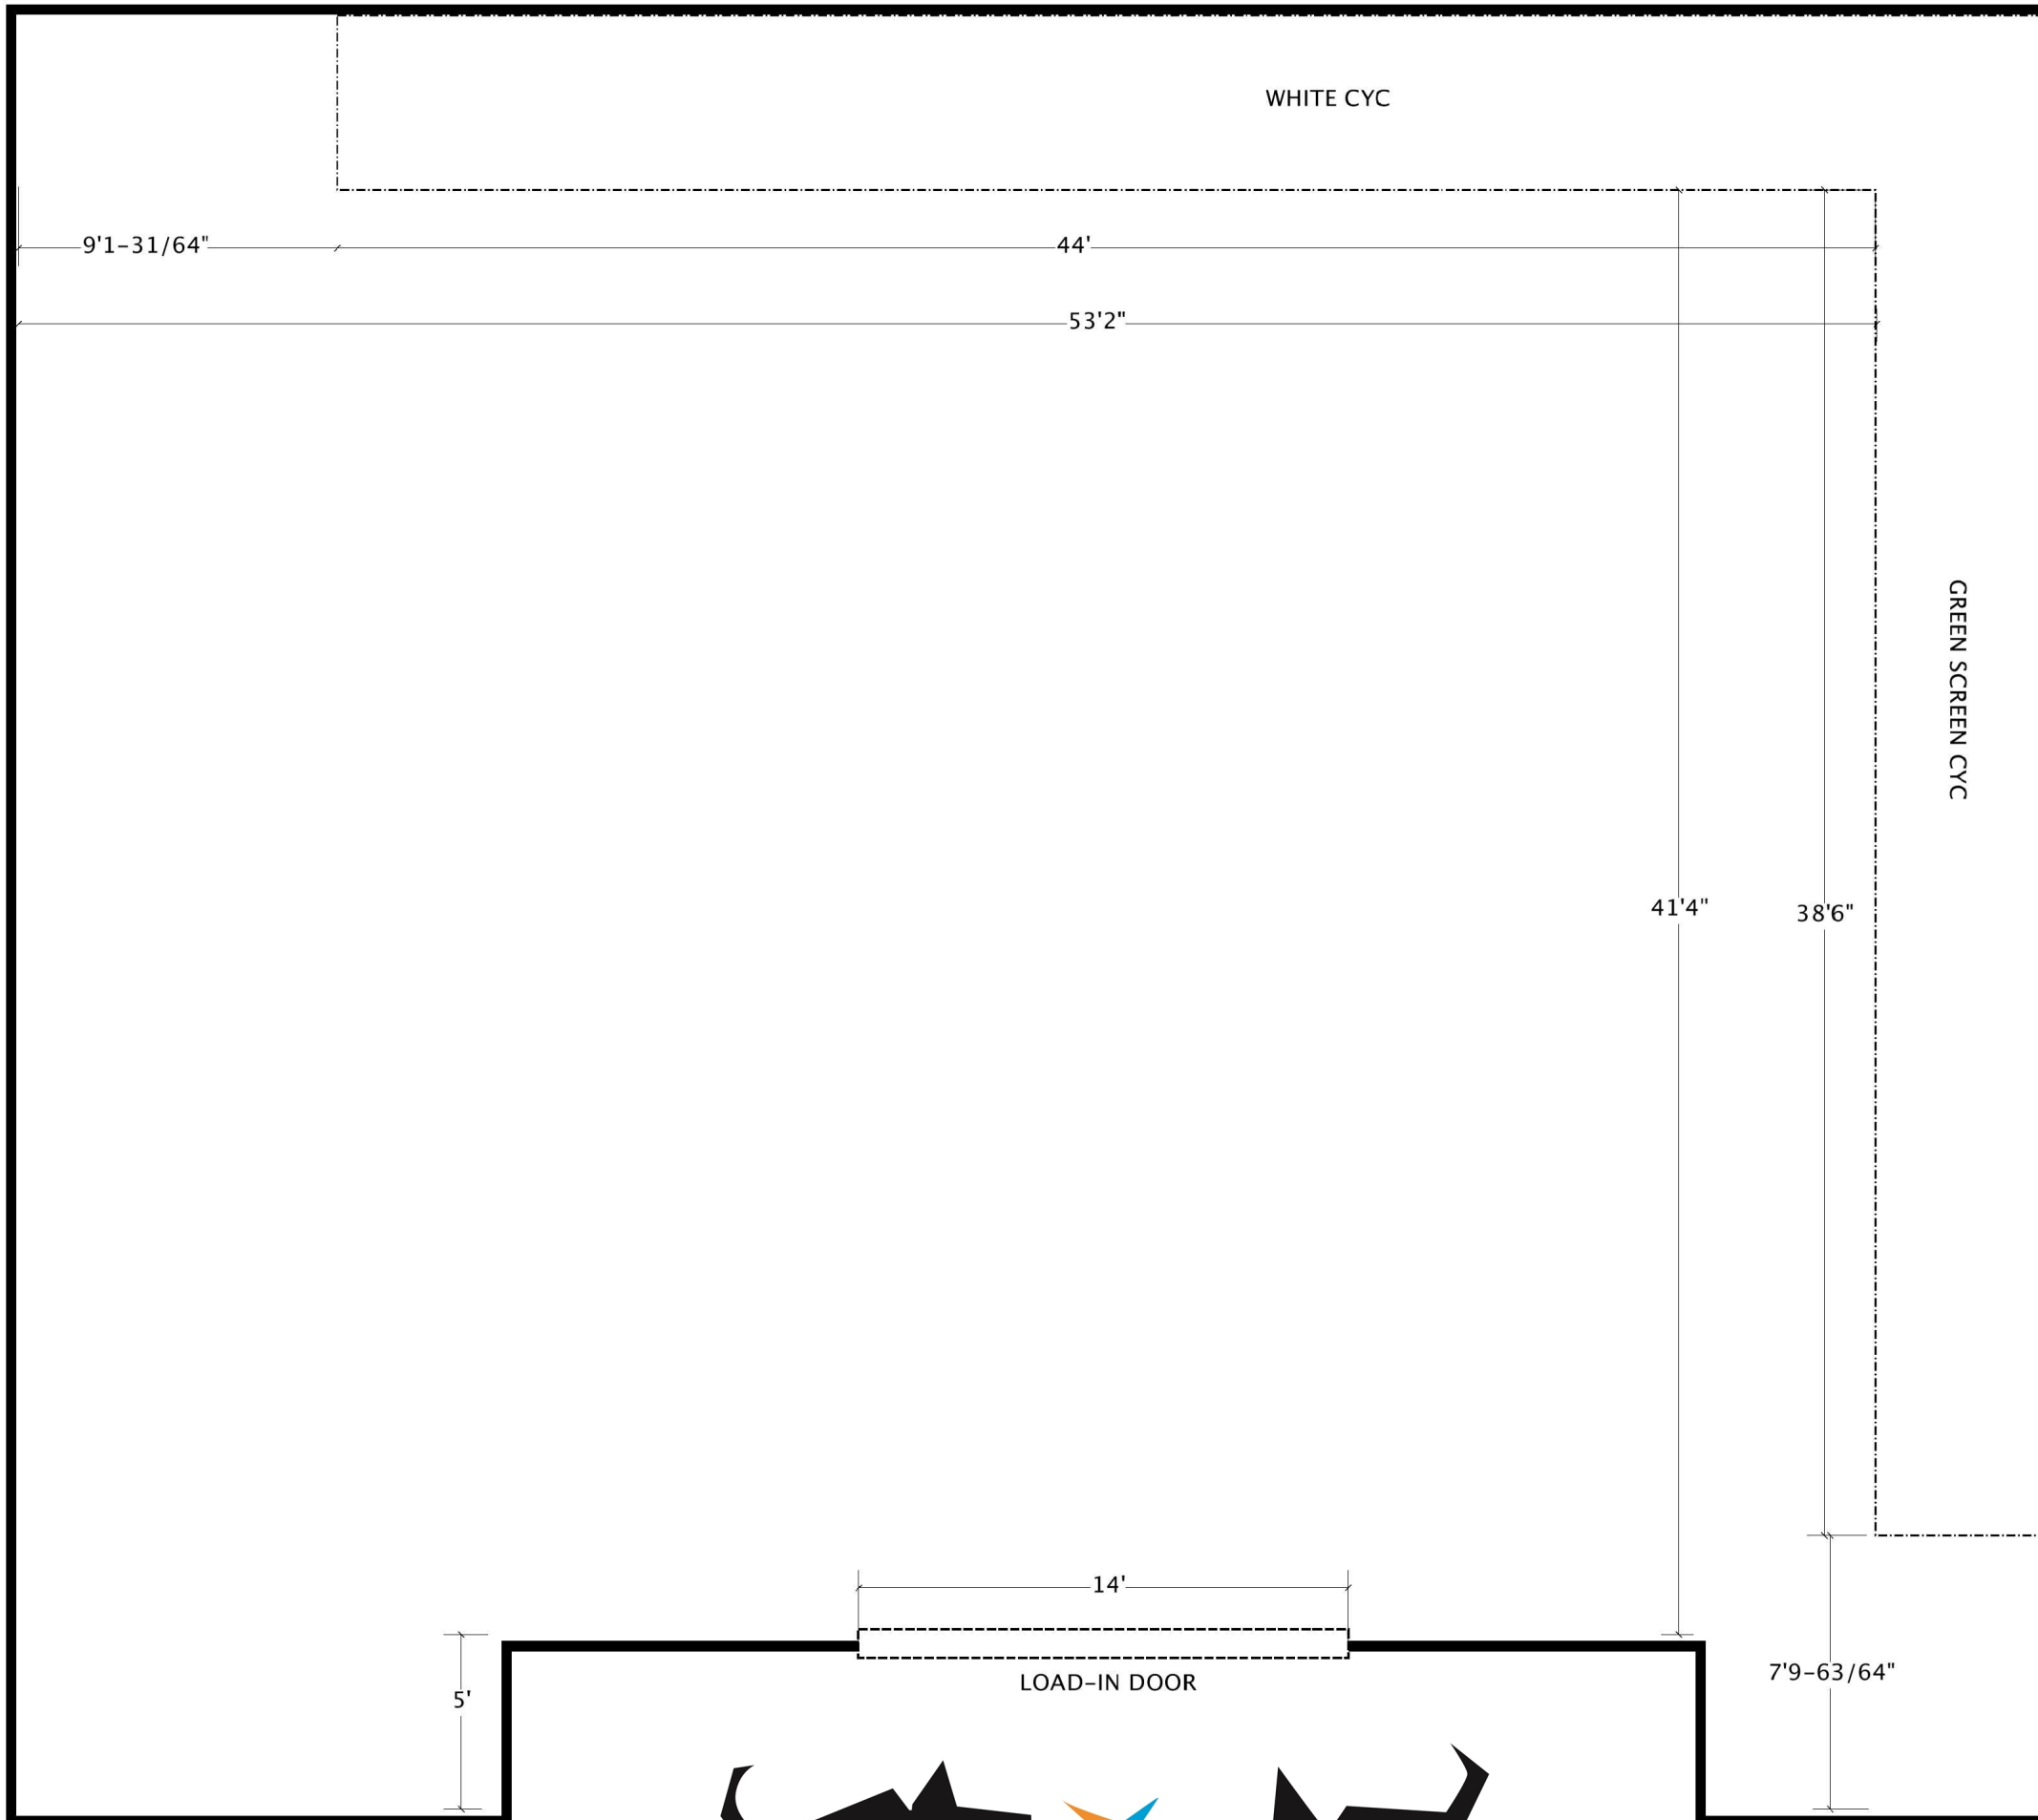 WHITE CYC
9'1-31/64"
44'
53'2"
GREEN SCREEN CYC
41'4"
38'6"
14'
LOAD-IN DOOR
7'9-63/64"
5'